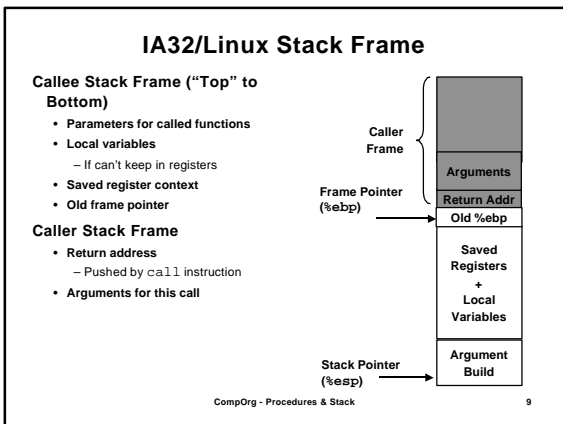 IA32/Linux Stack Frame
Callee Stack Frame (“Top” to
Bottom)
• Parameters for called functions
• Local variables
– If can’t keep in registers
• Saved register context
• Old frame pointer
Caller Stack Frame
• Return address
– Pushed by call instruction
• Arguments for this call
Caller
Frame
Arguments
Frame Pointer
(%ebp)
Return Addr
Old %ebp
Saved
Registers
+
Local
Variables
Argument
Build
Stack Pointer
(%esp)
CompOrg - Procedures & Stack
9